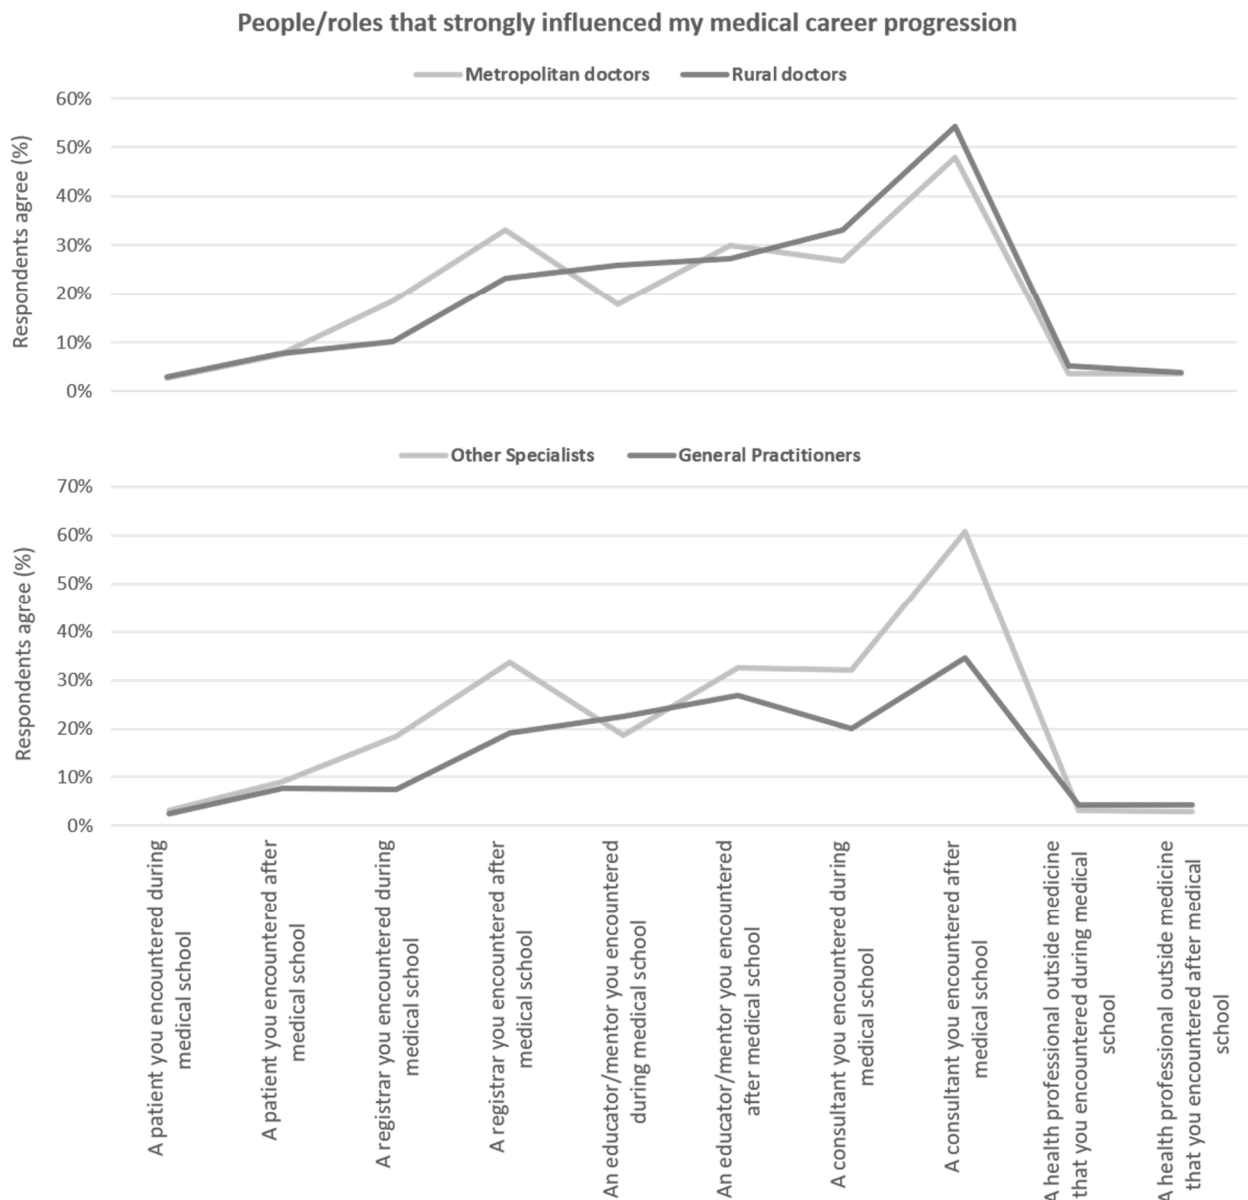 People/roles that strongly influenced my medical career progression
Metropolitan doctors
Rural doctors
Respondents agree (%)
60%
50%
40%
30%
20%
10%
0%
Other Specialists
General Practitioners
Respondents agree (%)
70%
60%
50%
40%
30%
20%
10%
0%
A patient you encountered during
medical school
A patient you encountered after
medical school
A registrar you encountered during
medical school
A registrar you encountered after
medical school
An educator/mentor you encountered
during medical school
An educator/mentor you encountered
after medical school
A consultant you encountered during
medical school
A consultant you encountered after
medical school
A health professional outside medicine
that you encountered during medical
school
A health professional outside medicine
that you encountered after medical
school